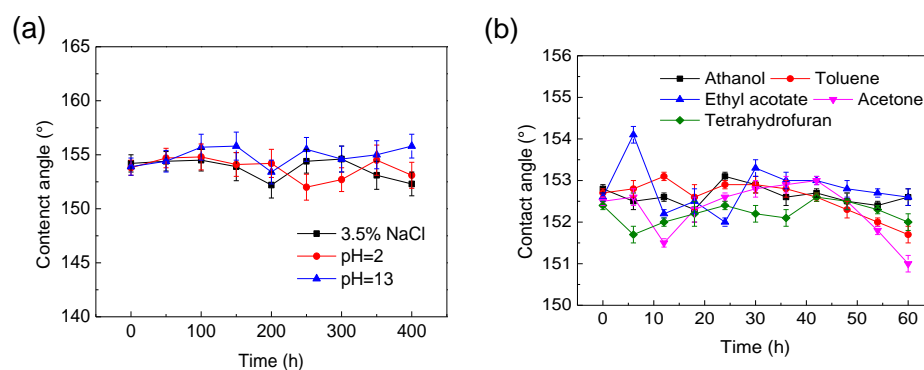 (a)
165
160
155
150
145
140
Contenct angle (°)
3.5% NaCl
pH=2
pH=13
0 100 200 300 400
Time (h)
(b)
156
155
154
153
152
151
150
Contact angle (°)
Athanol Toluene
Ethyl acotate Acetone
Tetrahydrofuran
0 10 20 30 40 50 60
Time (h)